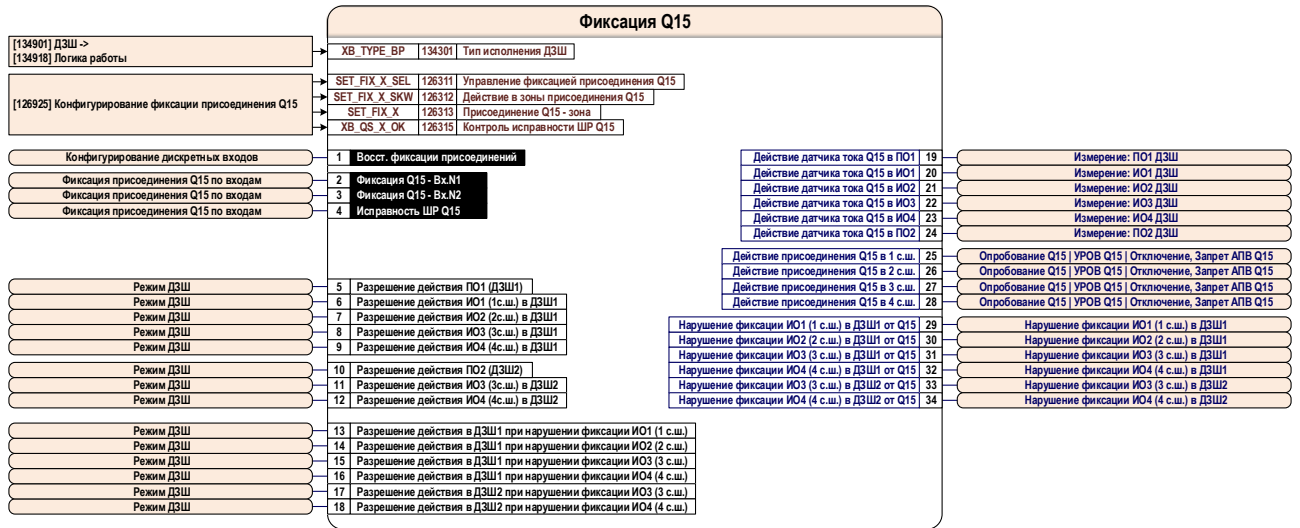 Фиксация Q15
[134901] ДЗШ ->
[134918] Логика работы
XB_TYPE_BP 134301 Тип исполнения ДЗШ
[126925] Конфигурирование фиксации присоединения Q15
SET_FIX_X_SEL 126311 Управление фиксацией присоединения Q15
SET_FIX_X_SKW 126312 Действие в зоны присоединения Q15
SET_FIX_X 126313 Присоединение Q15 - зона
XB_QS_X_OK 126315 Контроль исправности ШР Q15
Конфигурирование дискретных входов 1 Восст. фиксации присоединений
Фиксация присоединения Q15 по входам 2 Фиксация Q15 - Вх.N1
Фиксация присоединения Q15 по входам 3 Фиксация Q15 - Вх.N2
Фиксация присоединения Q15 по входам 4 Исправность ШР Q15
Режим ДЗШ 5 Разрешение действия ПО1 (ДЗШ1)
Режим ДЗШ 6 Разрешение действия ИО1 (1с.ш.) в ДЗШ1
Режим ДЗШ 7 Разрешение действия ИО2 (2с.ш.) в ДЗШ1
Режим ДЗШ 8 Разрешение действия ИО3 (3с.ш.) в ДЗШ1
Режим ДЗШ 9 Разрешение действия ИО4 (4с.ш.) в ДЗШ1
Режим ДЗШ 10 Разрешение действия ПО2 (ДЗШ2)
Режим ДЗШ 11 Разрешение действия ИО3 (3с.ш.) в ДЗШ2
Режим ДЗШ 12 Разрешение действия ИО4 (4с.ш.) в ДЗШ2
Режим ДЗШ 13 Разрешение действия в ДЗШ1 при нарушении фиксации ИО1 (1 с.ш.)
Режим ДЗШ 14 Разрешение действия в ДЗШ1 при нарушении фиксации ИО2 (2 с.ш.)
Режим ДЗШ 15 Разрешение действия в ДЗШ1 при нарушении фиксации ИО3 (3 с.ш.)
Режим ДЗШ 16 Разрешение действия в ДЗШ1 при нарушении фиксации ИО4 (4 с.ш.)
Режим ДЗШ 17 Разрешение действия в ДЗШ2 при нарушении фиксации ИО3 (3 с.ш.)
Режим ДЗШ 18 Разрешение действия в ДЗШ2 при нарушении фиксации ИО4 (4 с.ш.)
Действие датчика тока Q15 в ПО1 19 Измерение: ПО1 ДЗШ
Действие датчика тока Q15 в ИО1 20 Измерение: ИО1 ДЗШ
Действие датчика тока Q15 в ИО2 21 Измерение: ИО2 ДЗШ
Действие датчика тока Q15 в ИО3 22 Измерение: ИО3 ДЗШ
Действие датчика тока Q15 в ИО4 23 Измерение: ИО4 ДЗШ
Действие датчика тока Q15 в ПО2 24 Измерение: ПО2 ДЗШ
Действие присоединения Q15 в 1 с.ш. 25 Опробование Q15 | УРОВ Q15 | Отключение, Запрет АПВ Q15
Действие присоединения Q15 в 2 с.ш. 26 Опробование Q15 | УРОВ Q15 | Отключение, Запрет АПВ Q15
Действие присоединения Q15 в 3 с.ш. 27 Опробование Q15 | УРОВ Q15 | Отключение, Запрет АПВ Q15
Действие присоединения Q15 в 4 с.ш. 28 Опробование Q15 | УРОВ Q15 | Отключение, Запрет АПВ Q15
Нарушение фиксации ИО1 (1 с.ш.) в ДЗШ1 от Q15 29 Нарушение фиксации ИО1 (1 с.ш.) в ДЗШ1
Нарушение фиксации ИО2 (2 с.ш.) в ДЗШ1 от Q15 30 Нарушение фиксации ИО2 (2 с.ш.) в ДЗШ1
Нарушение фиксации ИО3 (3 с.ш.) в ДЗШ1 от Q15 31 Нарушение фиксации ИО3 (3 с.ш.) в ДЗШ1
Нарушение фиксации ИО4 (4 с.ш.) в ДЗШ1 от Q15 32 Нарушение фиксации ИО4 (4 с.ш.) в ДЗШ1
Нарушение фиксации ИО3 (3 с.ш.) в ДЗШ2 от Q15 33 Нарушение фиксации ИО3 (3 с.ш.) в ДЗШ2
Нарушение фиксации ИО4 (4 с.ш.) в ДЗШ2 от Q15 34 Нарушение фиксации ИО4 (4 с.ш.) в ДЗШ2